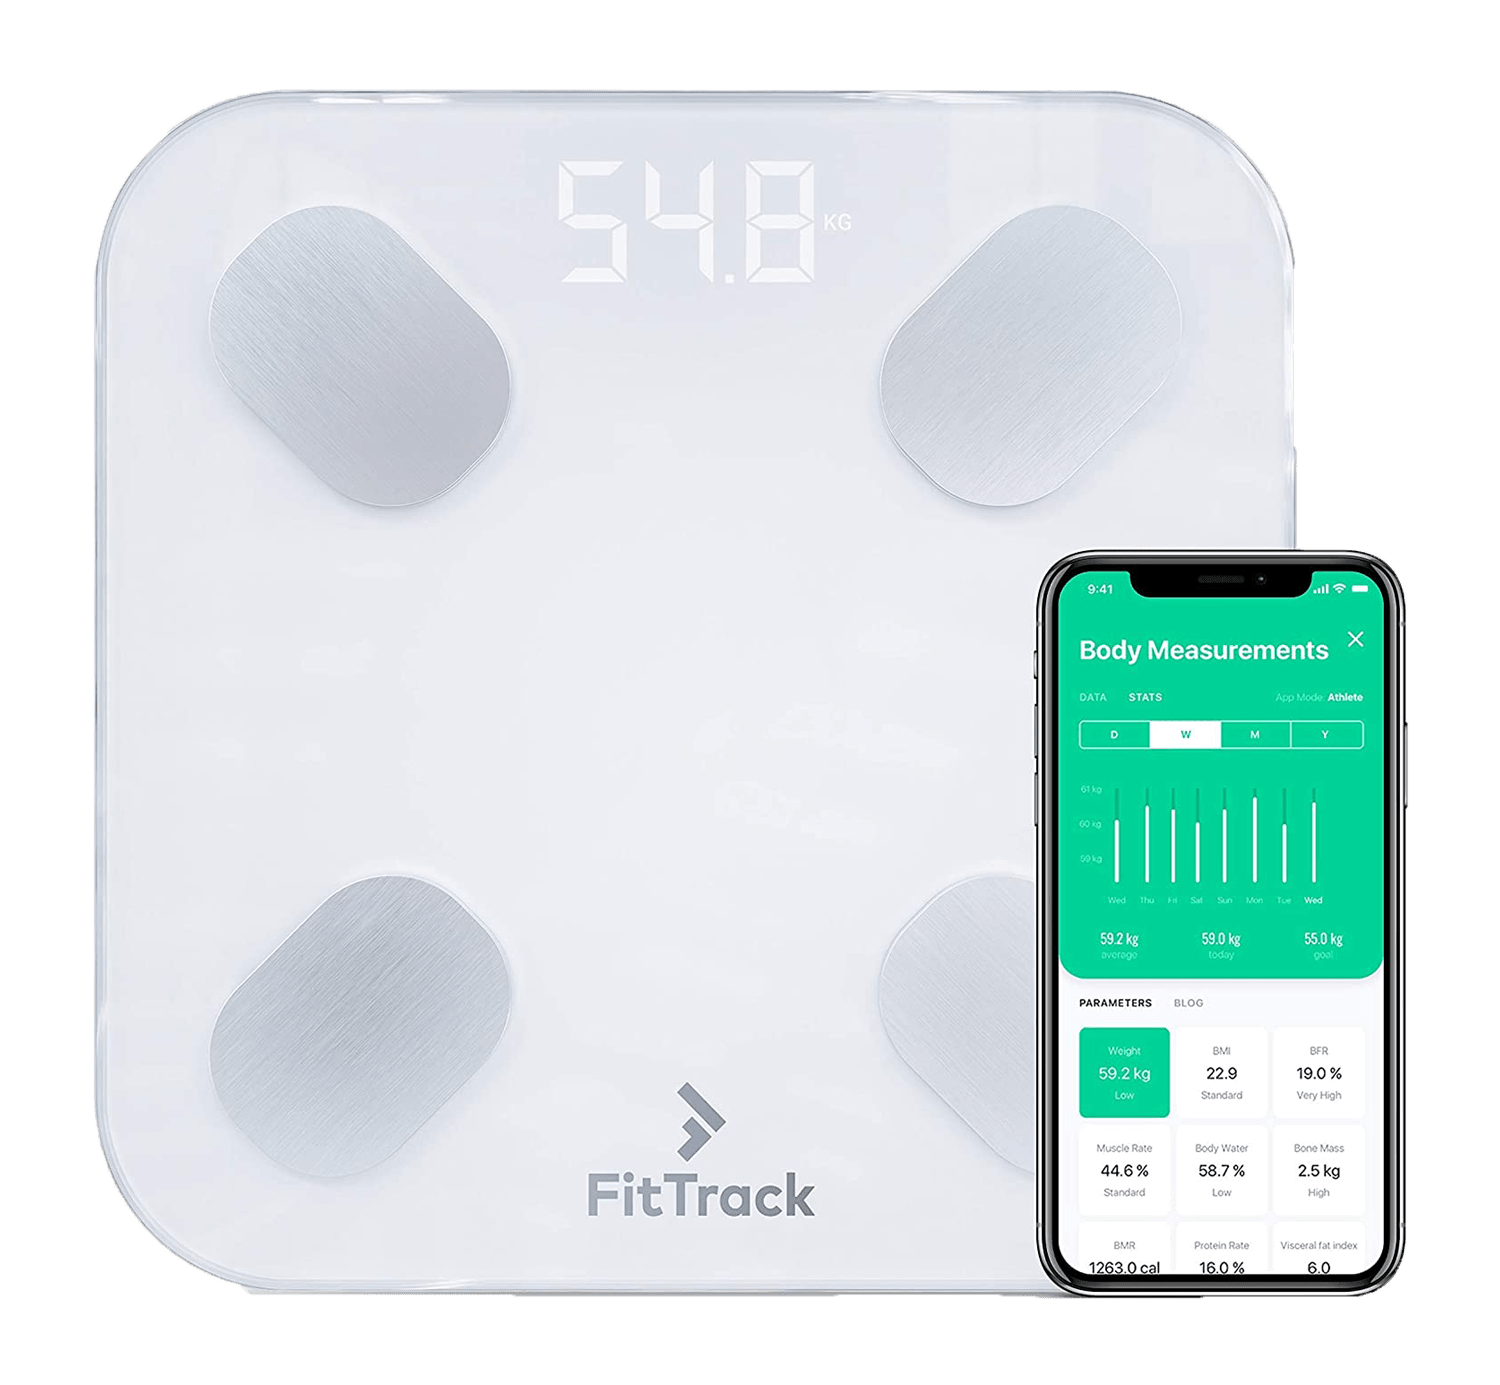 54.8 KG
FitTrack
9:41
Body Measurements
DATA STATS App Mode: Athlete
D W M Y
61 kg
60 kg
59 kg
Wed Thu Fri Sat Sun Mon Tue Wed
59.2 kg 59.0 kg 55.0 kg
average today goal
PARAMETERS BLOG
Weight BMI BFR
59.2 kg 22.9 19.0 %
Low Standard Very High
Muscle Rate Body Water Bone Mass
44.6 % 58.7 % 2.5 kg
Standard Low High
BMR Protein Rate Visceral fat index
1263.0 cal 16.0 % 6.0